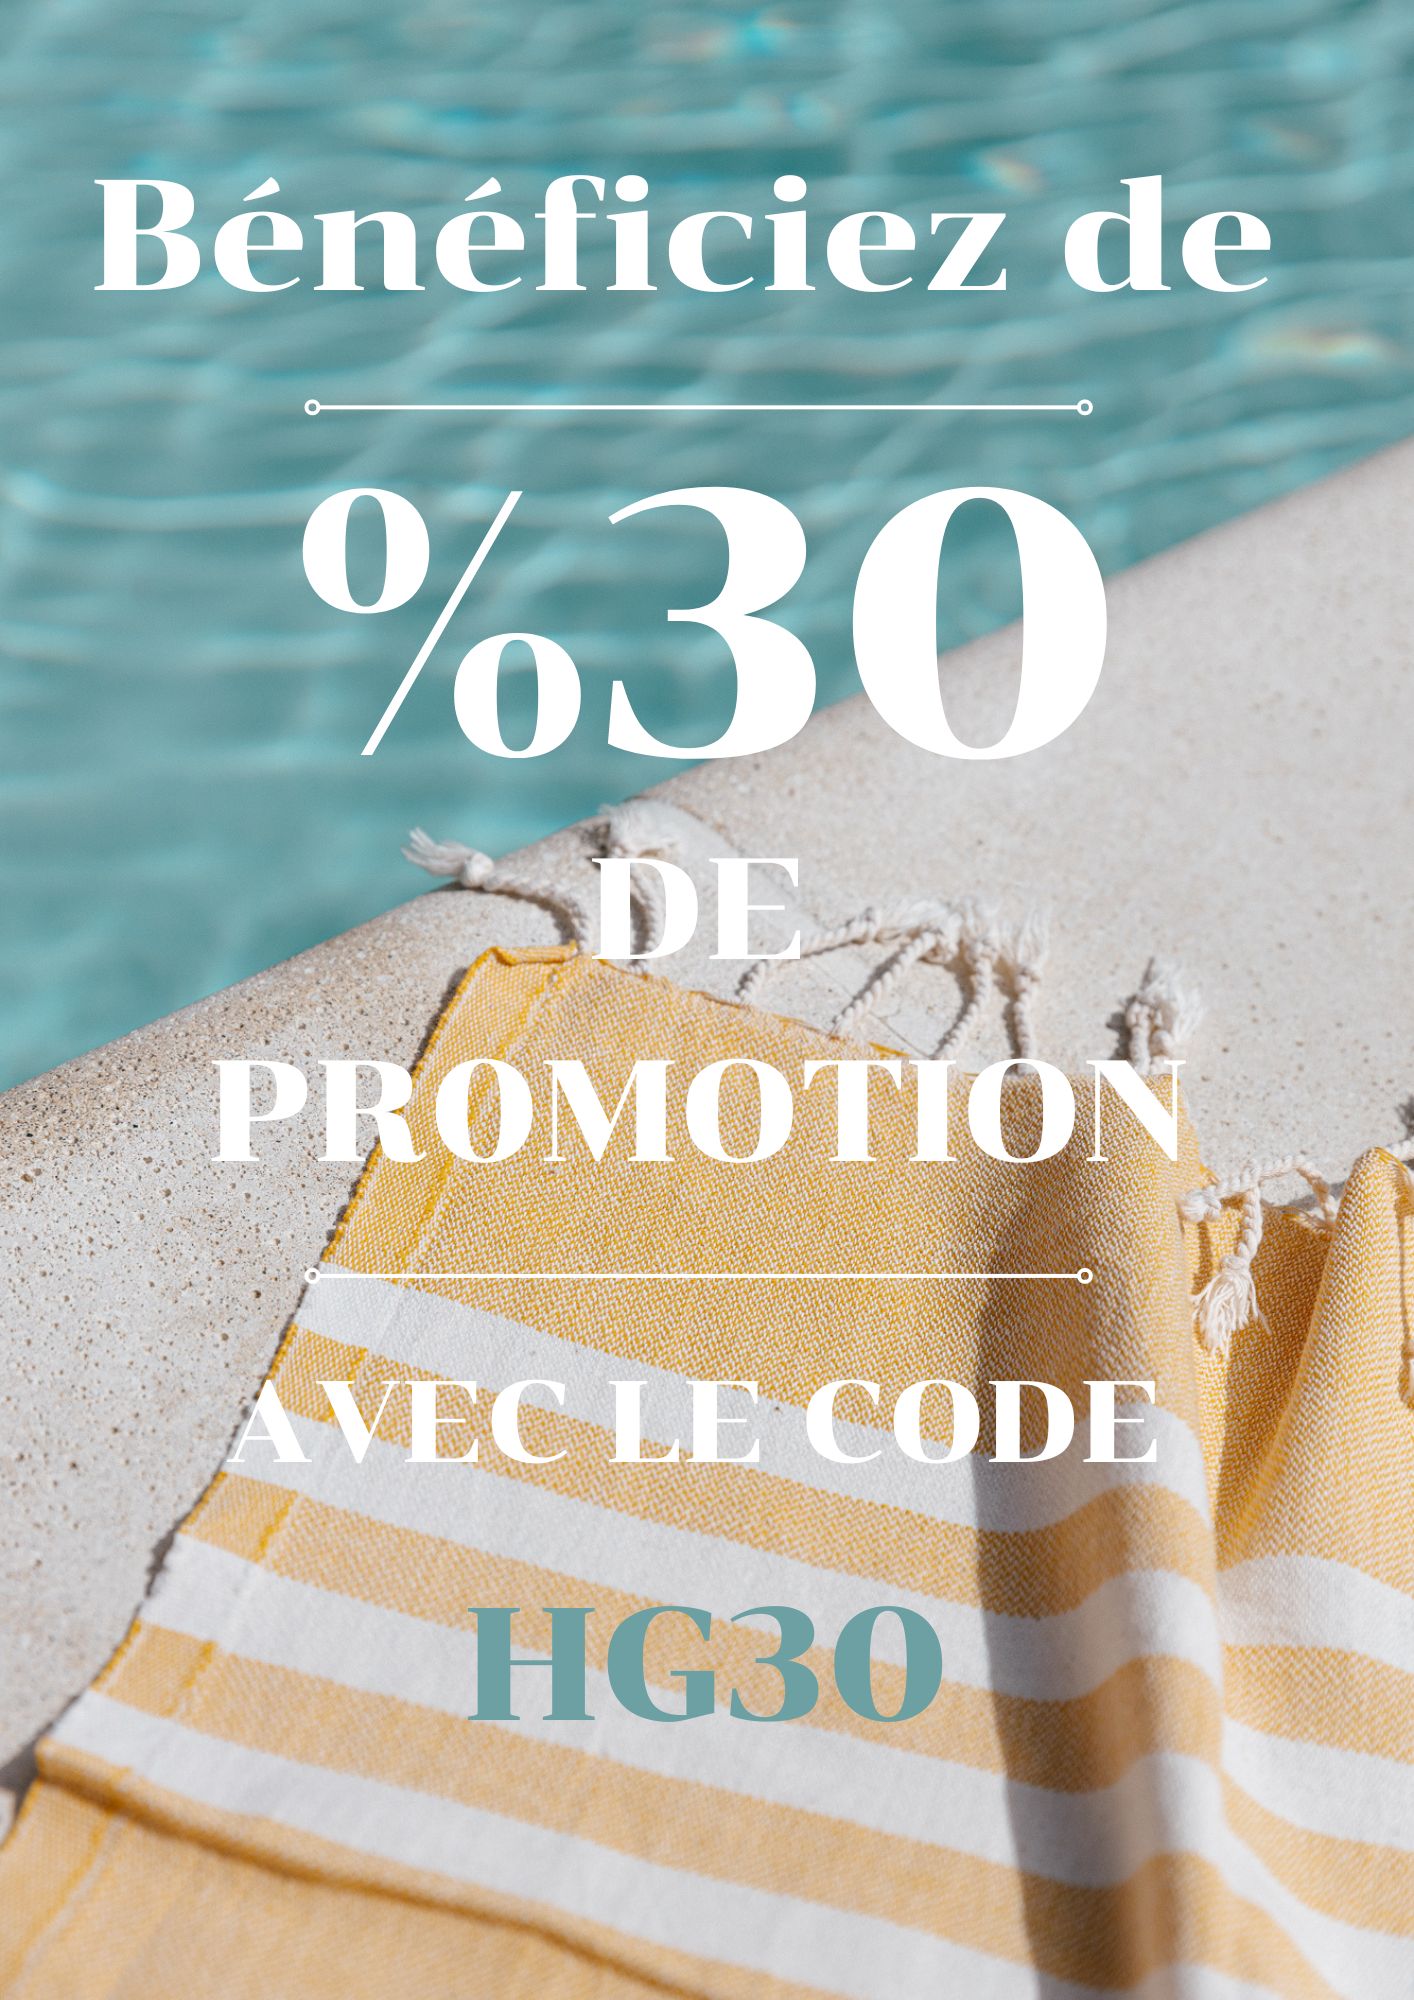 Bénéficiez de
%30
DE
PROMOTION
AVEC LE CODE
HG30